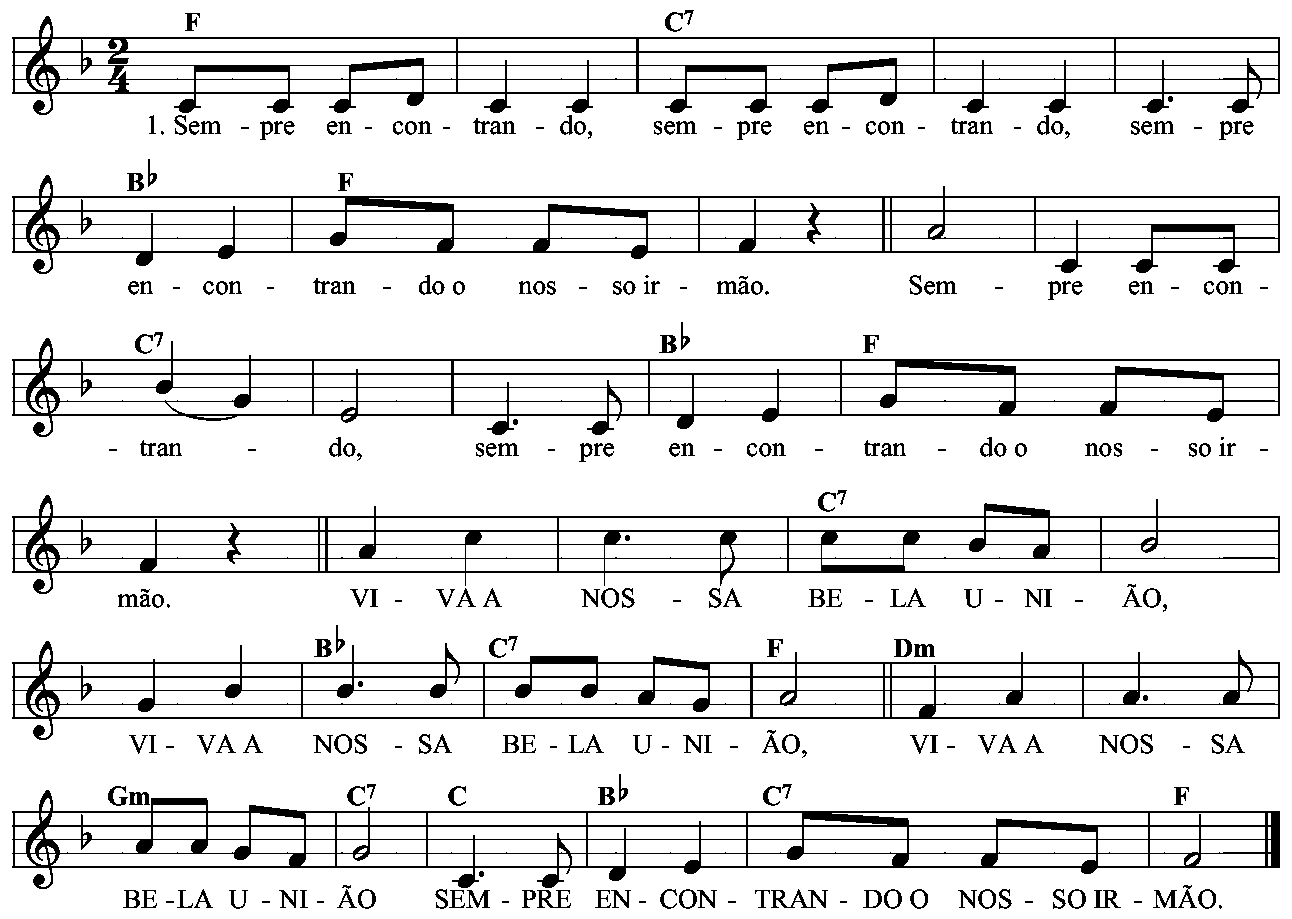 F C7
2
4
1. Sem - pre en - con - tran - do, sem - pre en - con - tran - do, sem - pre
B♭ F
en - con - tran - do o nos - so ir - mão. Sem - pre en - con -
C7 B♭ F
- tran - do, sem - pre en - con - tran - do o nos - so ir -
C7
mão. VI - VA A NOS - SA BE - LA U - NI - ÃO,
B♭ C7 F Dm
VI - VA A NOS - SA BE - LA U - NI - ÃO, VI - VA A NOS - SA
Gm C7 C B♭ C7 F
BE - LA U - NI - ÃO SEM - PRE EN - CON - TRAN - DO O NOS - SO IR - MÃO.